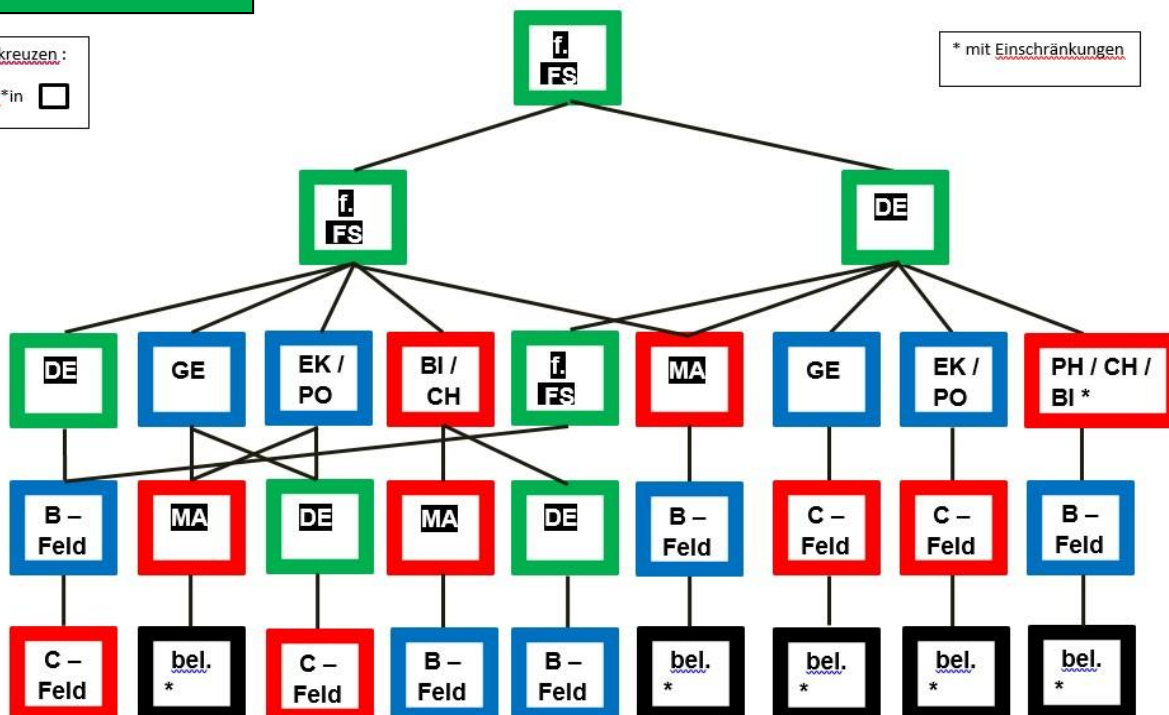 kreuzen :
*in
* mit Einschränkungen
f.
FS
f.
FS
DE
DE
GE
EK /
PO
BI /
CH
f.
FS
MA
GE
EK /
PO
PH / CH /
BI *
B –
Feld
MA
DE
MA
DE
B –
Feld
C –
Feld
C –
Feld
B –
Feld
C –
Feld
bel.
*
C –
Feld
B –
Feld
B –
Feld
bel.
*
bel.
*
bel.
*
bel.
*